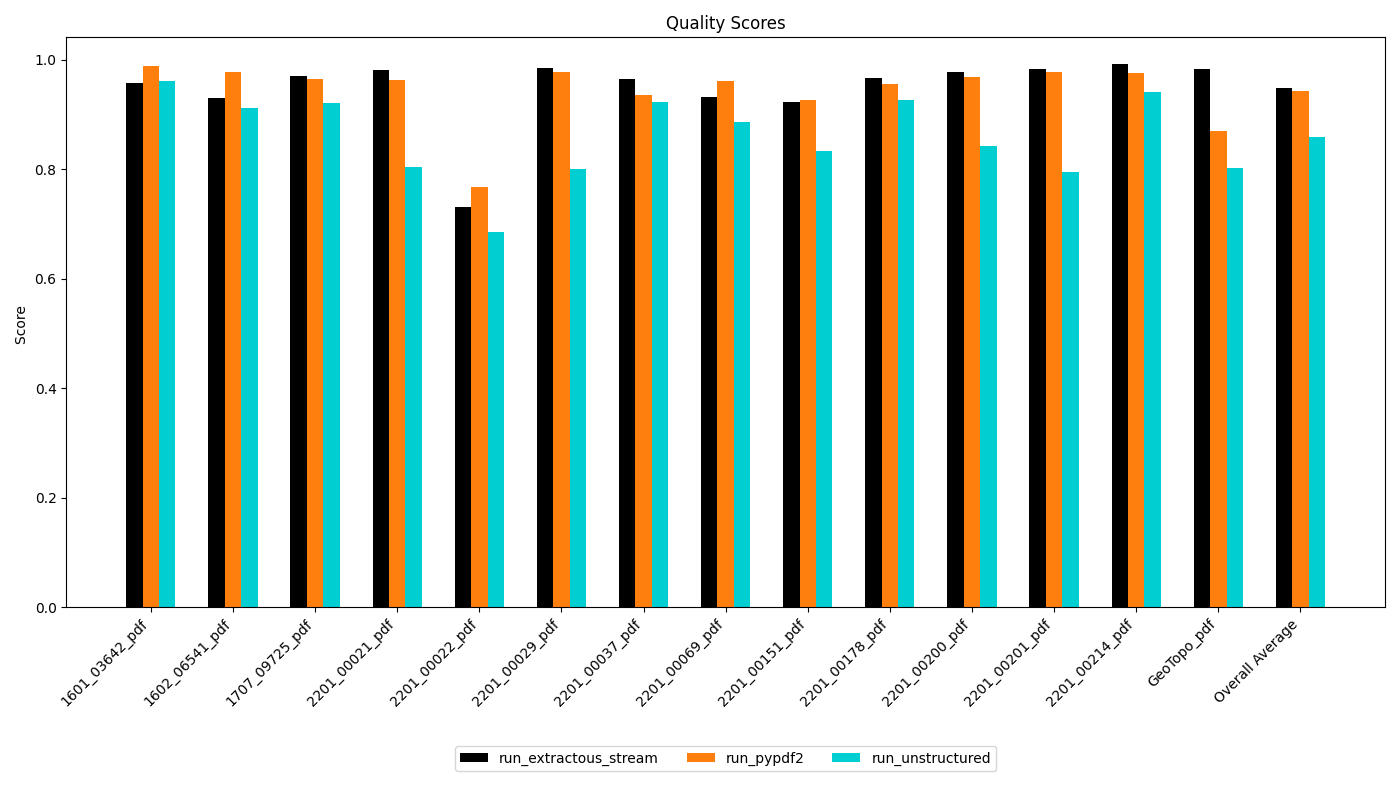 Quality Scores
Score
1.0
0.8
0.6
0.4
0.2
0.0
1601_03642_pdf
1602_06541_pdf
1707_09725_pdf
2201_00021_pdf
2201_00022_pdf
2201_00029_pdf
2201_00037_pdf
2201_00069_pdf
2201_00151_pdf
2201_00178_pdf
2201_00200_pdf
2201_00201_pdf
2201_00214_pdf
GeoTopo_pdf
Overall Average
run_extractous_stream
run_pypdf2
run_unstructured